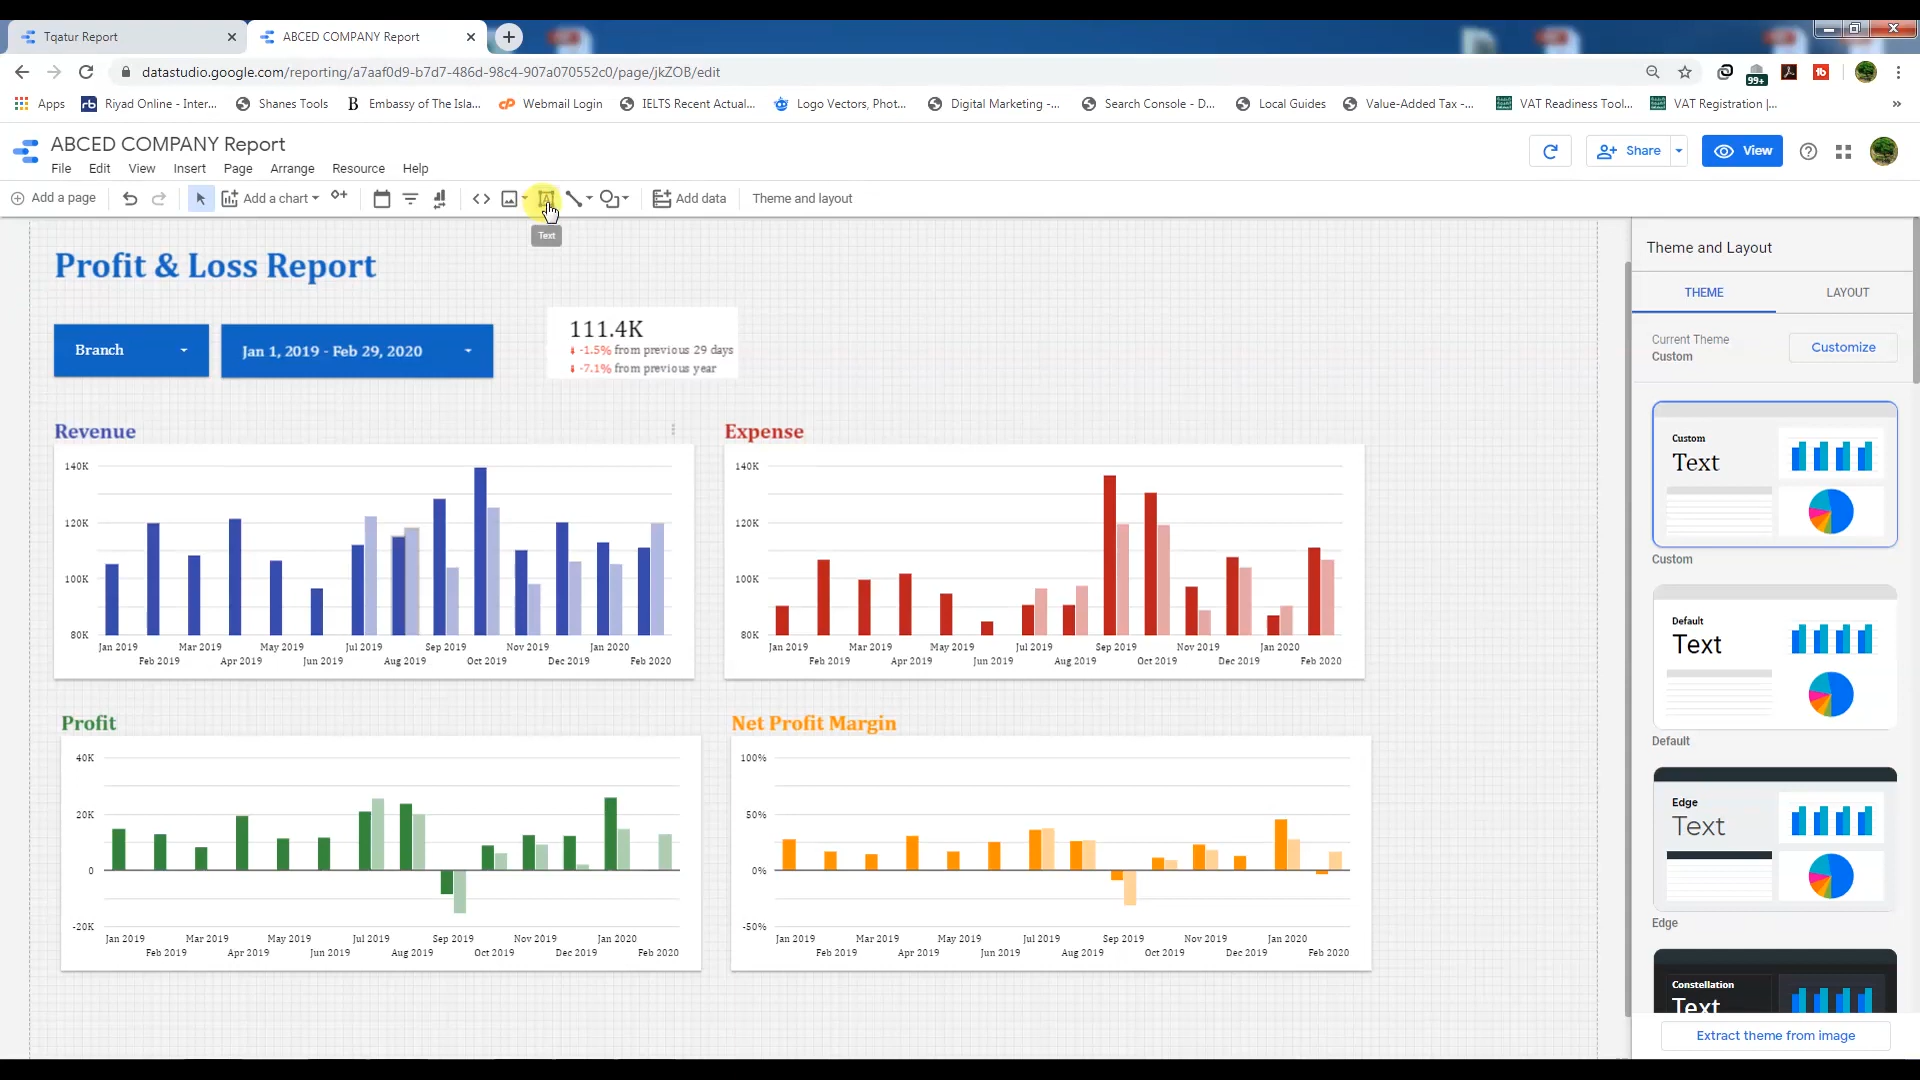 Tqatur Report
ABCED COMPANY Report
datastudio.google.com/reporting/a7aaf0d9-b7d7-486d-98c4-907a070552c0/page/jkZOB/edit
99+
Apps
Riyad Online - Inter...
Shanes Tools
Embassy of The Isla...
Webmail Login
IELTS Recent Actual...
Logo Vectors, Phot...
Digital Marketing -...
Search Console - D...
Local Guides
Value-Added Tax -...
VAT Readiness Tool...
VAT Registration |...
ABCED COMPANY Report
File Edit View Insert Page Arrange Resource Help
Share
View
Add a page
Add a chart
Add data
Theme and layout
Text
Profit & Loss Report
Branch
Jan 1, 2019 - Feb 29, 2020
111.4K
-1.5% from previous 29 days
-7.1% from previous year
Revenue
140K
120K
100K
80K
Jan 2019 Mar 2019 May 2019 Jul 2019 Sep 2019 Nov 2019 Jan 2020
Feb 2019 Apr 2019 Jun 2019 Aug 2019 Oct 2019 Dec 2019 Feb 2020
Expense
140K
120K
100K
80K
Jan 2019 Mar 2019 May 2019 Jul 2019 Sep 2019 Nov 2019 Jan 2020
Feb 2019 Apr 2019 Jun 2019 Aug 2019 Oct 2019 Dec 2019 Feb 2020
Profit
40K
20K
0
-20K
Jan 2019 Mar 2019 May 2019 Jul 2019 Sep 2019 Nov 2019 Jan 2020
Feb 2019 Apr 2019 Jun 2019 Aug 2019 Oct 2019 Dec 2019 Feb 2020
Net Profit Margin
100%
50%
0%
-50%
Jan 2019 Mar 2019 May 2019 Jul 2019 Sep 2019 Nov 2019 Jan 2020
Feb 2019 Apr 2019 Jun 2019 Aug 2019 Oct 2019 Dec 2019 Feb 2020
Theme and Layout
THEME LAYOUT
Current Theme
Custom
Customize
Custom
Text
Custom
Default
Text
Default
Edge
Text
Edge
Constellation
Text
Extract theme from image